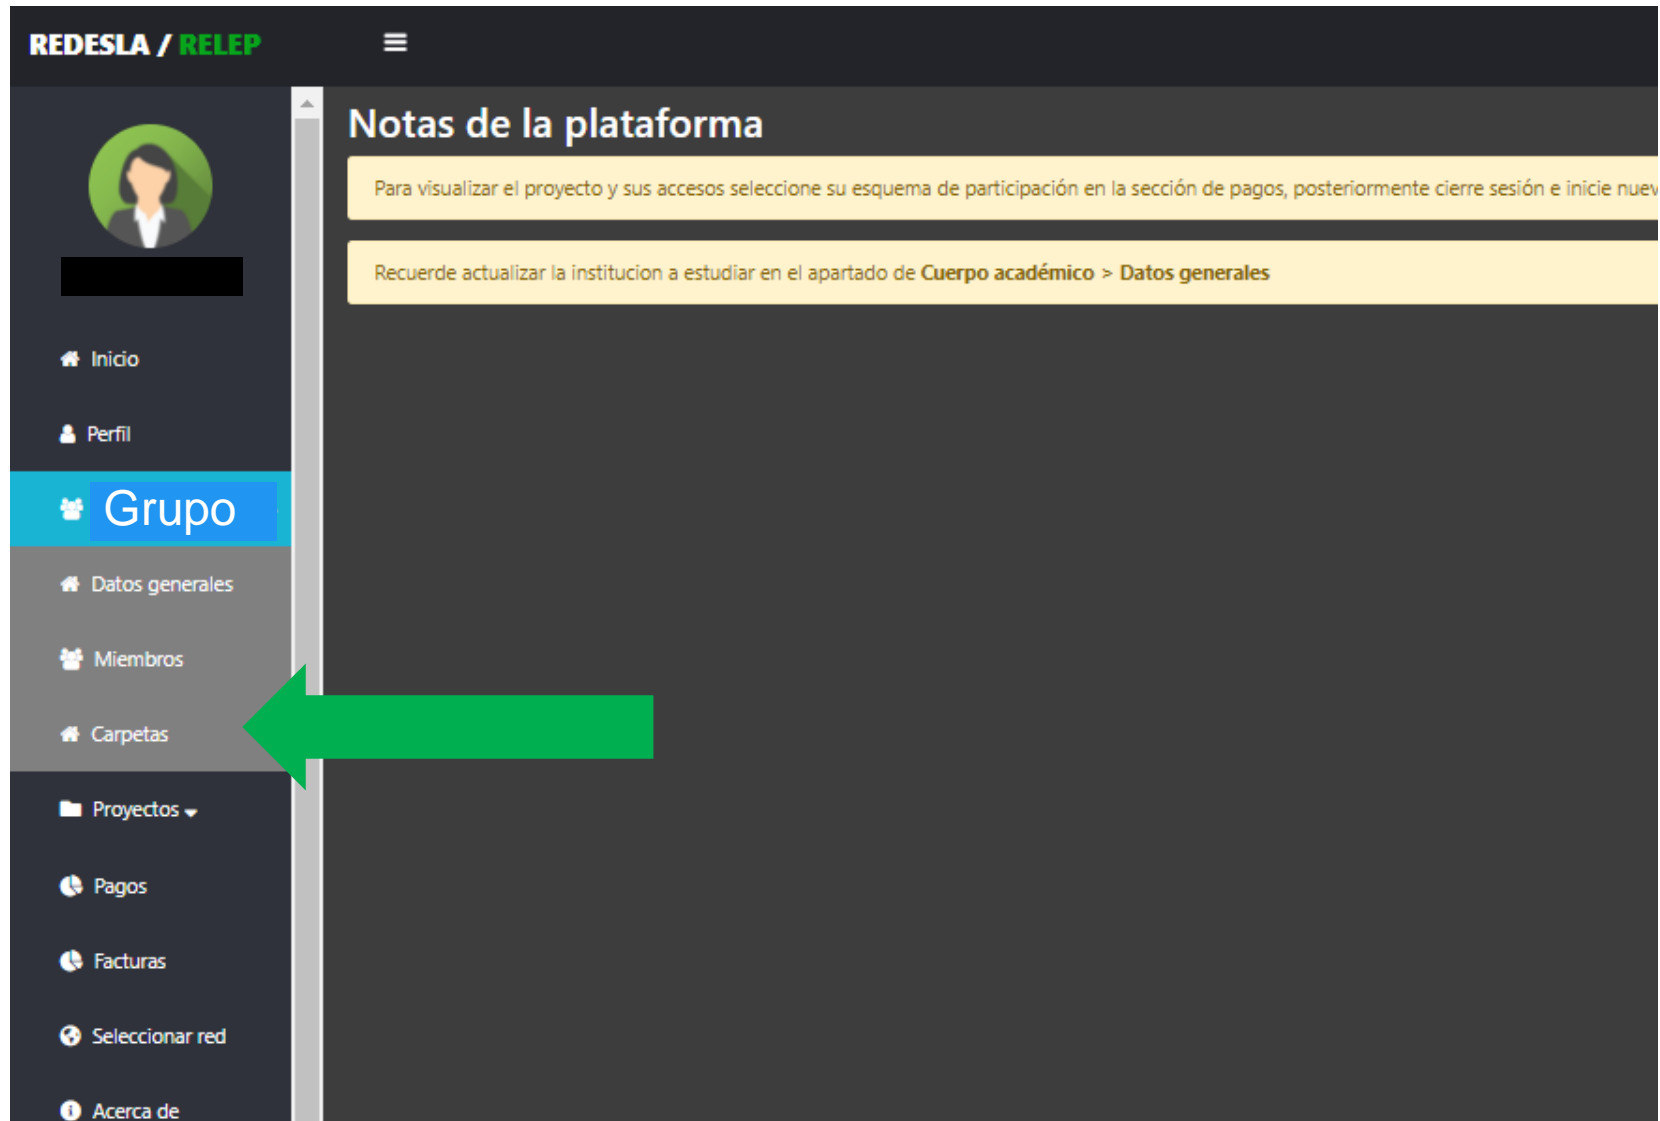 REDESLA / RELEP
Notas de la plataforma
Para visualizar el proyecto y sus accesos seleccione su esquema de participación en la sección de pagos, posteriormente cierre sesión e inicie
Recuerde actualizar la institucion a estudiar en el apartado de Cuerpo académico > Datos generales
Inicio
Perfil
Grupo
Datos generales
Miembros
Carpetas
Proyectos
Pagos
Facturas
Seleccionar red
Acerca de